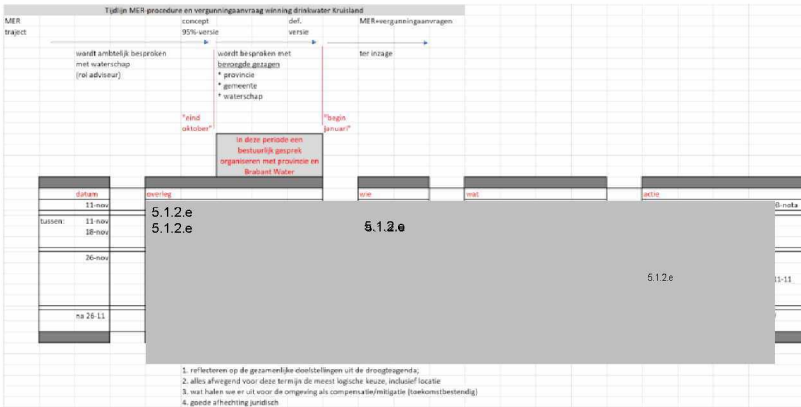 Tijdlijn MER-procedure en vergunningaanvraag winning drinkwater Kruisland
MER traject
concept 95%-versie
def. versie
MER+vergunningaanvragen
wordt ambtelijk besproken
met waterschap
(rol adviseur)
wordt besproken met
bevoegde gezagen
* provincie
* gemeente
* waterschap
ter inzage
"eind
oktober"
"begin
januari"
In deze periode een
bestuurlijk gesprek
organiseren met provincie en
Brabant Water
datum overleg wie wat actie
11-nov
tussen: 11-nov
18-nov
26-nov
na 26-11
5.1.2.e
5.1.2.e
5.1.2.e
5.1.2.e
11-11
1. reflecteren op de gezamenlijke doelstellingen uit de droogteagenda;
2. alles afwegend voor deze termijn de meest logische keuze, inclusief locatie
3. wat halen we er uit voor de omgeving als compensatie/mitigatie (toekomstbestendig)
4. goede afhechting juridisch